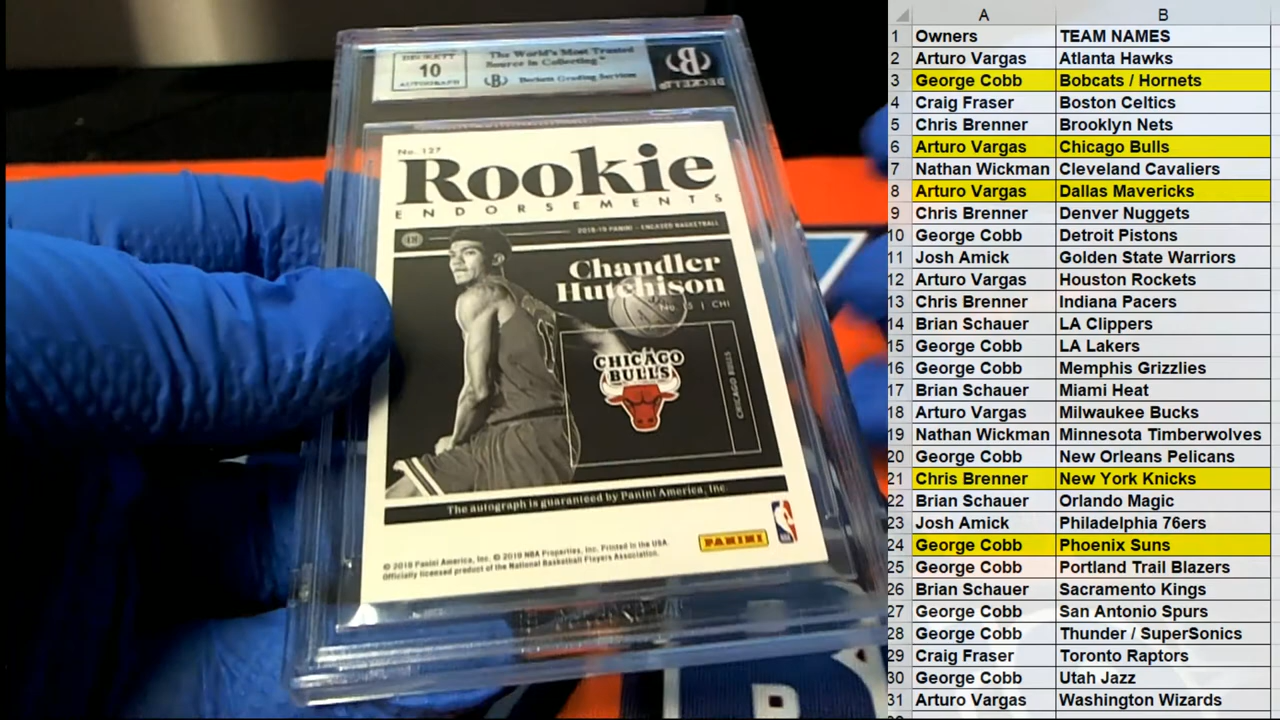 BECKETT
10
AUTOGRAPH
The World's Most Trusted
Source in Collecting™
Beckett Grading Services
BECKETT
No. 127
Rookie
ENDORSEMENTS
2018-19 PANINI - ENCASED BASKETBALL
Chandler
Hutchison
CHI
CHICAGO
BULLS
CHICAGO BULLS
The autograph is guaranteed by Panini America, Inc
© 2018 Panini America, Inc. © 2019 NBA Properties, Inc. Printed in the USA.
Officially licensed product of the National Basketball Players Association.
PANINI
A B
1 Owners TEAM NAMES
2 Arturo Vargas Atlanta Hawks
3 George Cobb Bobcats / Hornets
4 Craig Fraser Boston Celtics
5 Chris Brenner Brooklyn Nets
6 Arturo Vargas Chicago Bulls
7 Nathan Wickman Cleveland Cavaliers
8 Arturo Vargas Dallas Mavericks
9 Chris Brenner Denver Nuggets
10 George Cobb Detroit Pistons
11 Josh Amick Golden State Warriors
12 Arturo Vargas Houston Rockets
13 Chris Brenner Indiana Pacers
14 Brian Schauer LA Clippers
15 George Cobb LA Lakers
16 George Cobb Memphis Grizzlies
17 Brian Schauer Miami Heat
18 Arturo Vargas Milwaukee Bucks
19 Nathan Wickman Minnesota Timberwolves
20 George Cobb New Orleans Pelicans
21 Chris Brenner New York Knicks
22 Brian Schauer Orlando Magic
23 Josh Amick Philadelphia 76ers
24 George Cobb Phoenix Suns
25 George Cobb Portland Trail Blazers
26 Brian Schauer Sacramento Kings
27 George Cobb San Antonio Spurs
28 George Cobb Thunder / SuperSonics
29 Craig Fraser Toronto Raptors
30 George Cobb Utah Jazz
31 Arturo Vargas Washington Wizards